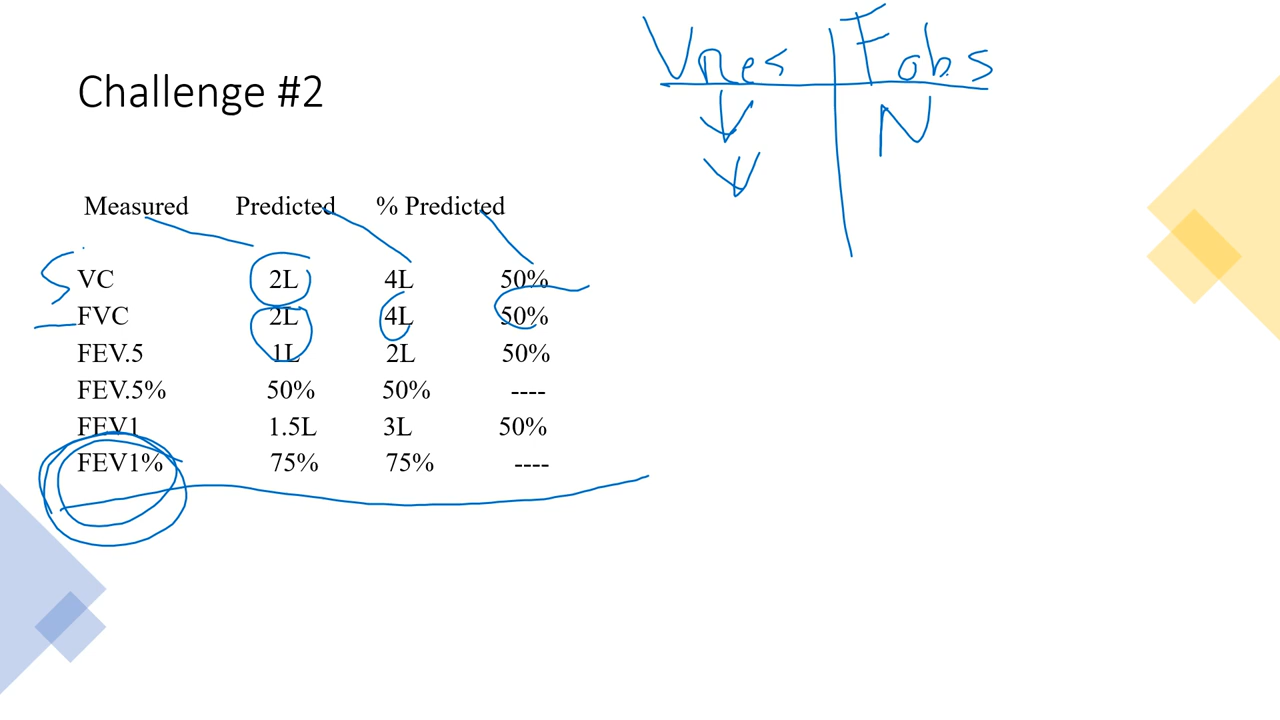 Vres Fobs
N
Challenge #2
Measured Predicted % Predicted
S VC 2L 4L 50%
FVC 2L 4L 50%
FEV.5 1L 2L 50%
FEV.5% 50% 50% ----
FEV1 1.5L 3L 50%
FEV1% 75% 75% ----